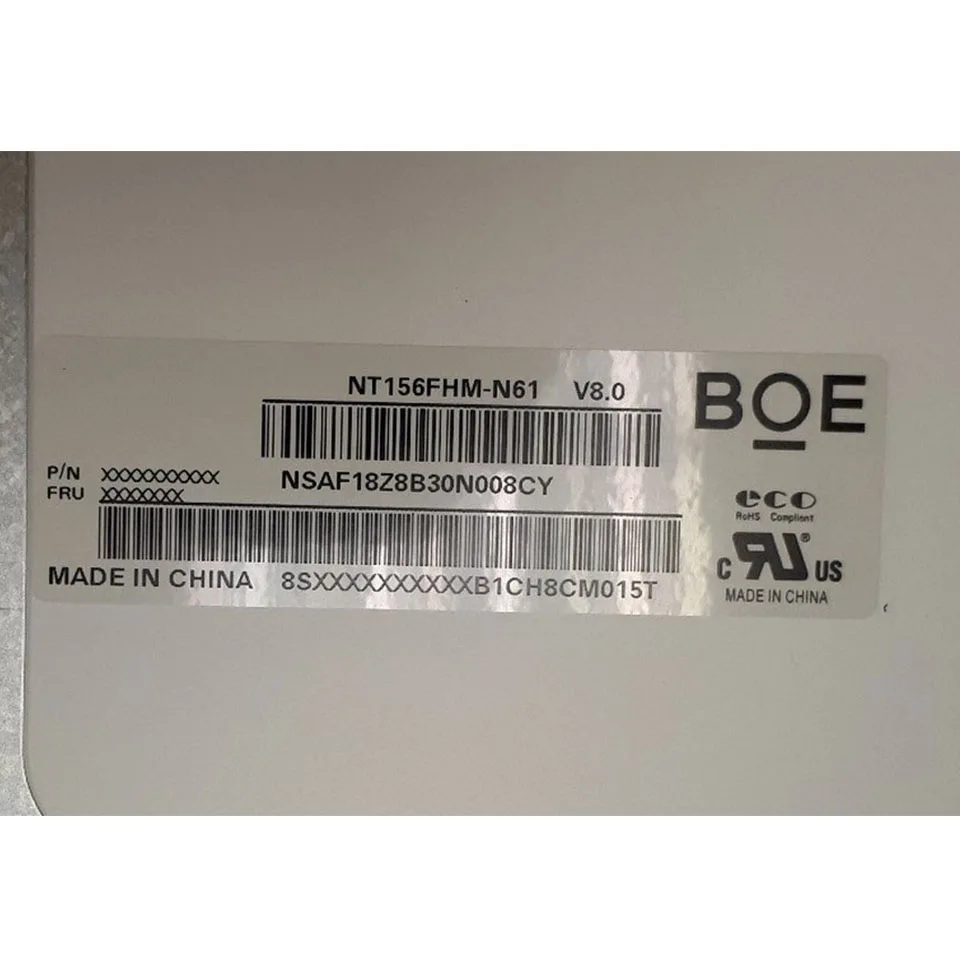 NT156FHM-N61 V8.0
BOE
P/N XXXXXXXXXX
FRU XXXXXXX
NSAF18Z8B30N008CY
MADE IN CHINA 8SXXXXXXXXXXB1CH8CM015T
eco
RoHS Compliant
C RU ® US
MADE IN CHINA